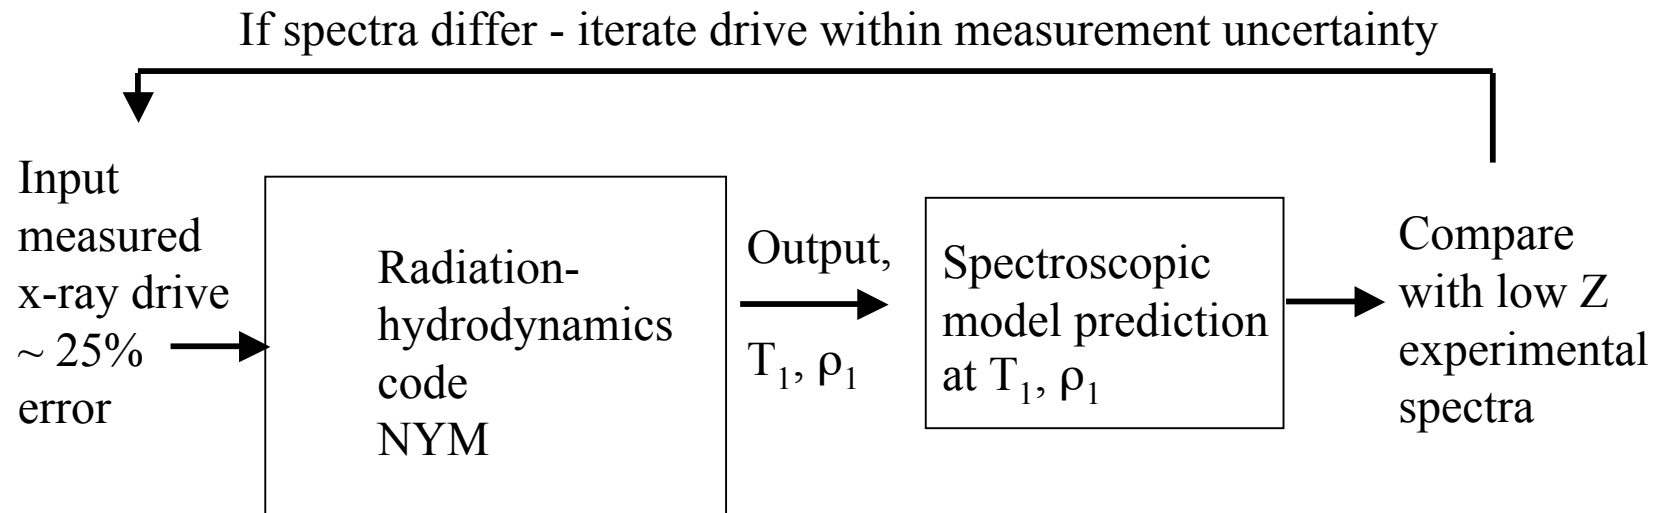 If spectra differ - iterate drive within measurement uncertainty
Input
measured
x-ray drive
~ 25%
error
Radiation-
hydrodynamics
code
NYM
Output,
T₁, ρ₁
Spectroscopic
model prediction
at T₁, ρ₁
Compare
with low Z
experimental
spectra